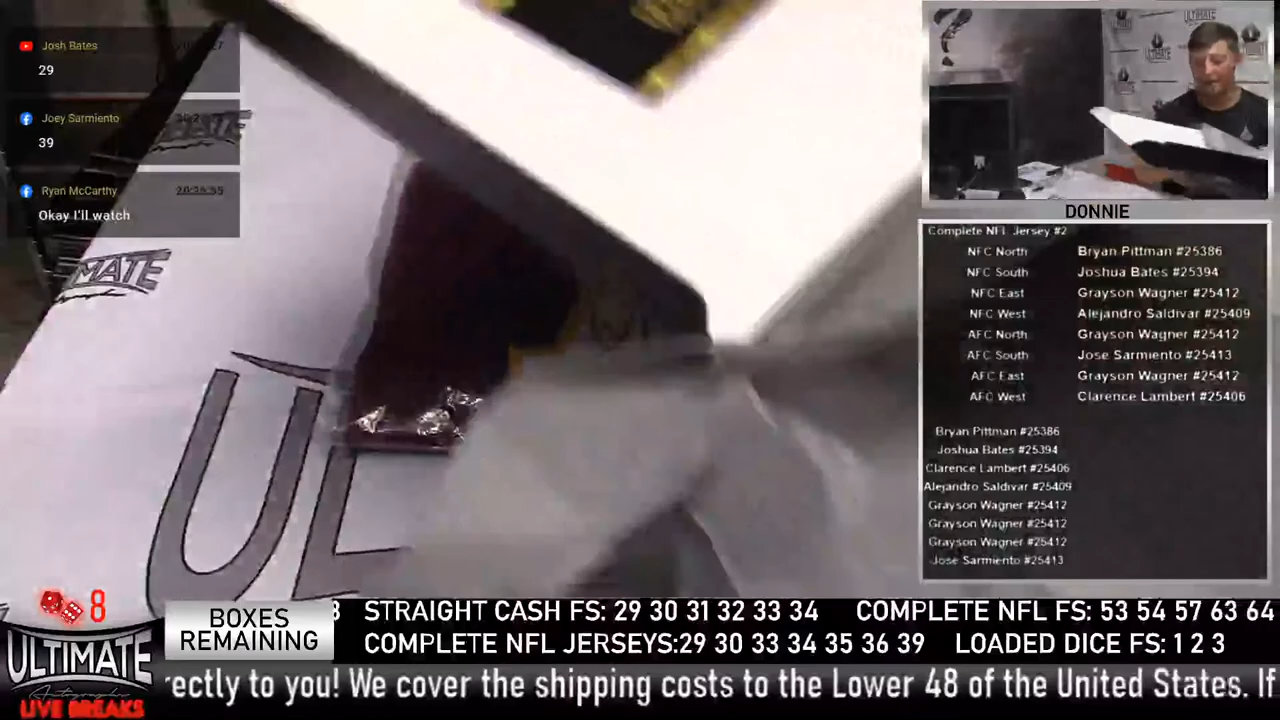 Josh Bates
29
Joey Sarmiento
39
Ryan McCarthy
Okay I'll watch
MATE
UL
ULTIMATE
ULTIMATE
DONNIE
Complete NFL Jersey #2
NFC North Bryan Pittman #25386
NFC South Joshua Bates #25394
NFC East Grayson Wagner #25412
NFC West Alejandro Saldivar #25409
AFC North Grayson Wagner #25412
AFC South Jose Sarmiento #25413
AFC East Grayson Wagner #25412
AFC West Clarence Lambert #25406
Bryan Pittman #25386
Joshua Bates #25394
Clarence Lambert #25406
Alejandro Saldivar #25409
Grayson Wagner #25412
Grayson Wagner #25412
Grayson Wagner #25412
Jose Sarmiento #25413
8
ULTIMATE
Autographs
LIVE BREAKS
BOXES
REMAINING
STRAIGHT CASH FS: 29 30 31 32 33 34 COMPLETE NFL FS: 53 54 57 63 64
COMPLETE NFL JERSEYS:29 30 33 34 35 36 39 LOADED DICE FS: 1 2 3
rectly to you! We cover the shipping costs to the Lower 48 of the United States. If